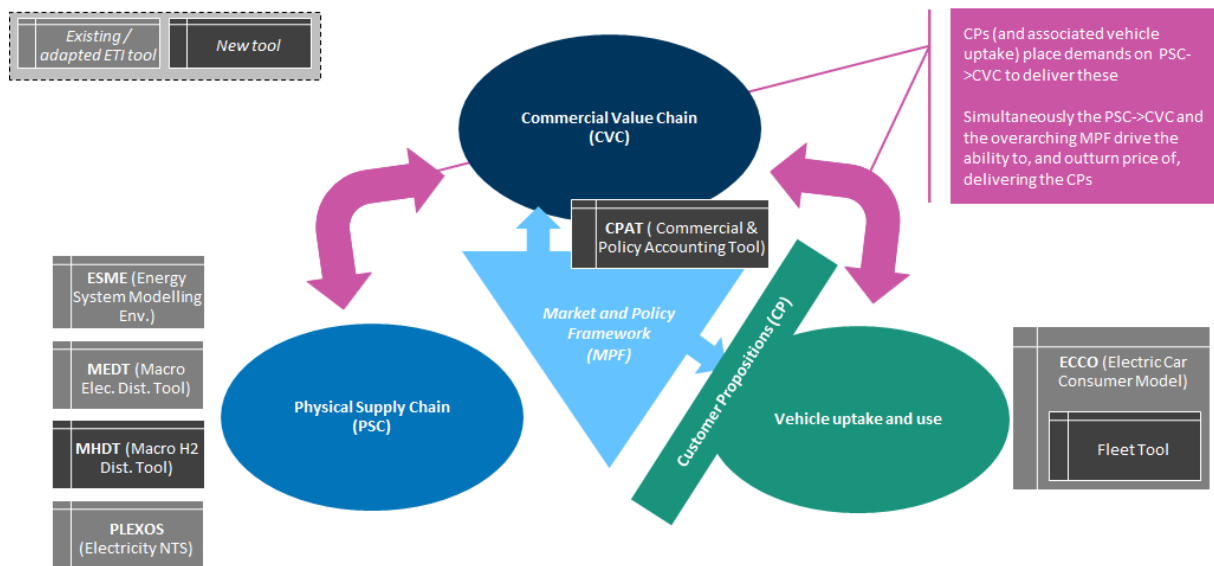 Existing /
adapted ETI tool
New tool
CPs (and associated vehicle
uptake) place demands on PSC-
>CVC to deliver these
Simultaneously the PSC->CVC and
the overarching MPF drive the
ability to, and outturn price of,
delivering the CPs
Commercial Value Chain
(CVC)
CPAT ( Commercial &
Policy Accounting Tool)
ESME (Energy
System Modelling
Env.)
MEDT (Macro
Elec. Dist. Tool)
MHDT (Macro H2
Dist. Tool)
PLEXOS
(Electricity NTS)
Market and Policy
Framework
(MPF)
Physical Supply Chain
(PSC)
Customer Propositions (CP)
Vehicle uptake and use
ECCO (Electric Car
Consumer Model)
Fleet Tool